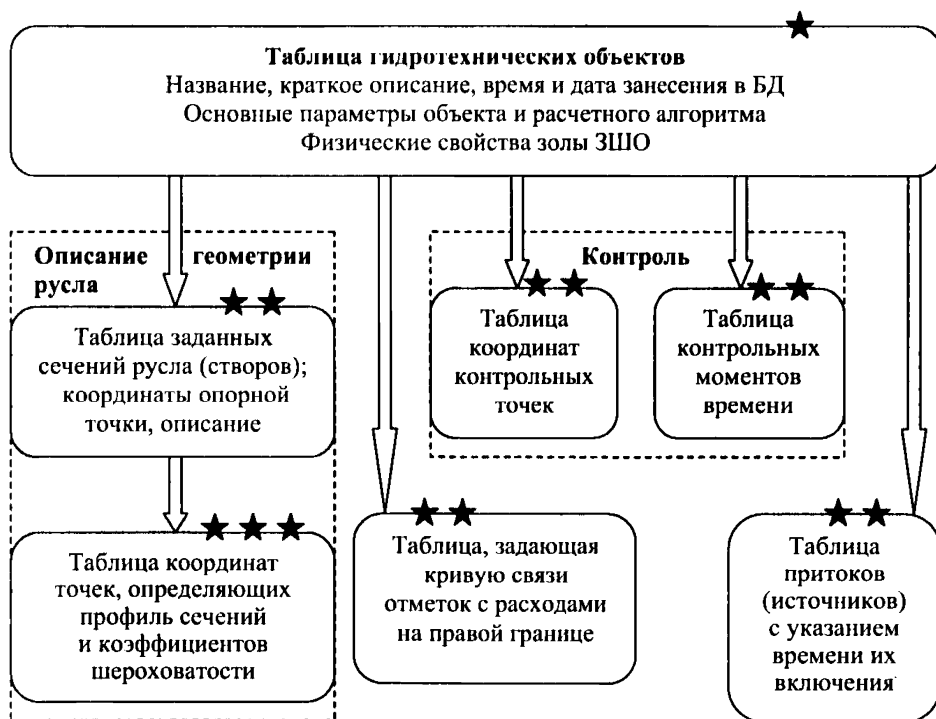 Таблица гидротехнических объектов
Название, краткое описание, время и дата занесения в БД
Основные параметры объекта и расчетного алгоритма
Физические свойства золы ЗШО
Описание геометрии
русла
Контроль
Таблица заданных
сечений русла (створов);
координаты опорной
точки, описание
Таблица
координат
контрольных
точек
Таблица
контрольных
моментов
времени
Таблица координат
точек, определяющих
профиль сечений
и коэффициентов
шероховатости
Таблица, задающая
кривую связи
отметок с расходами
на правой границе
Таблица
притоков
(источников)
с указанием
времени их
включения